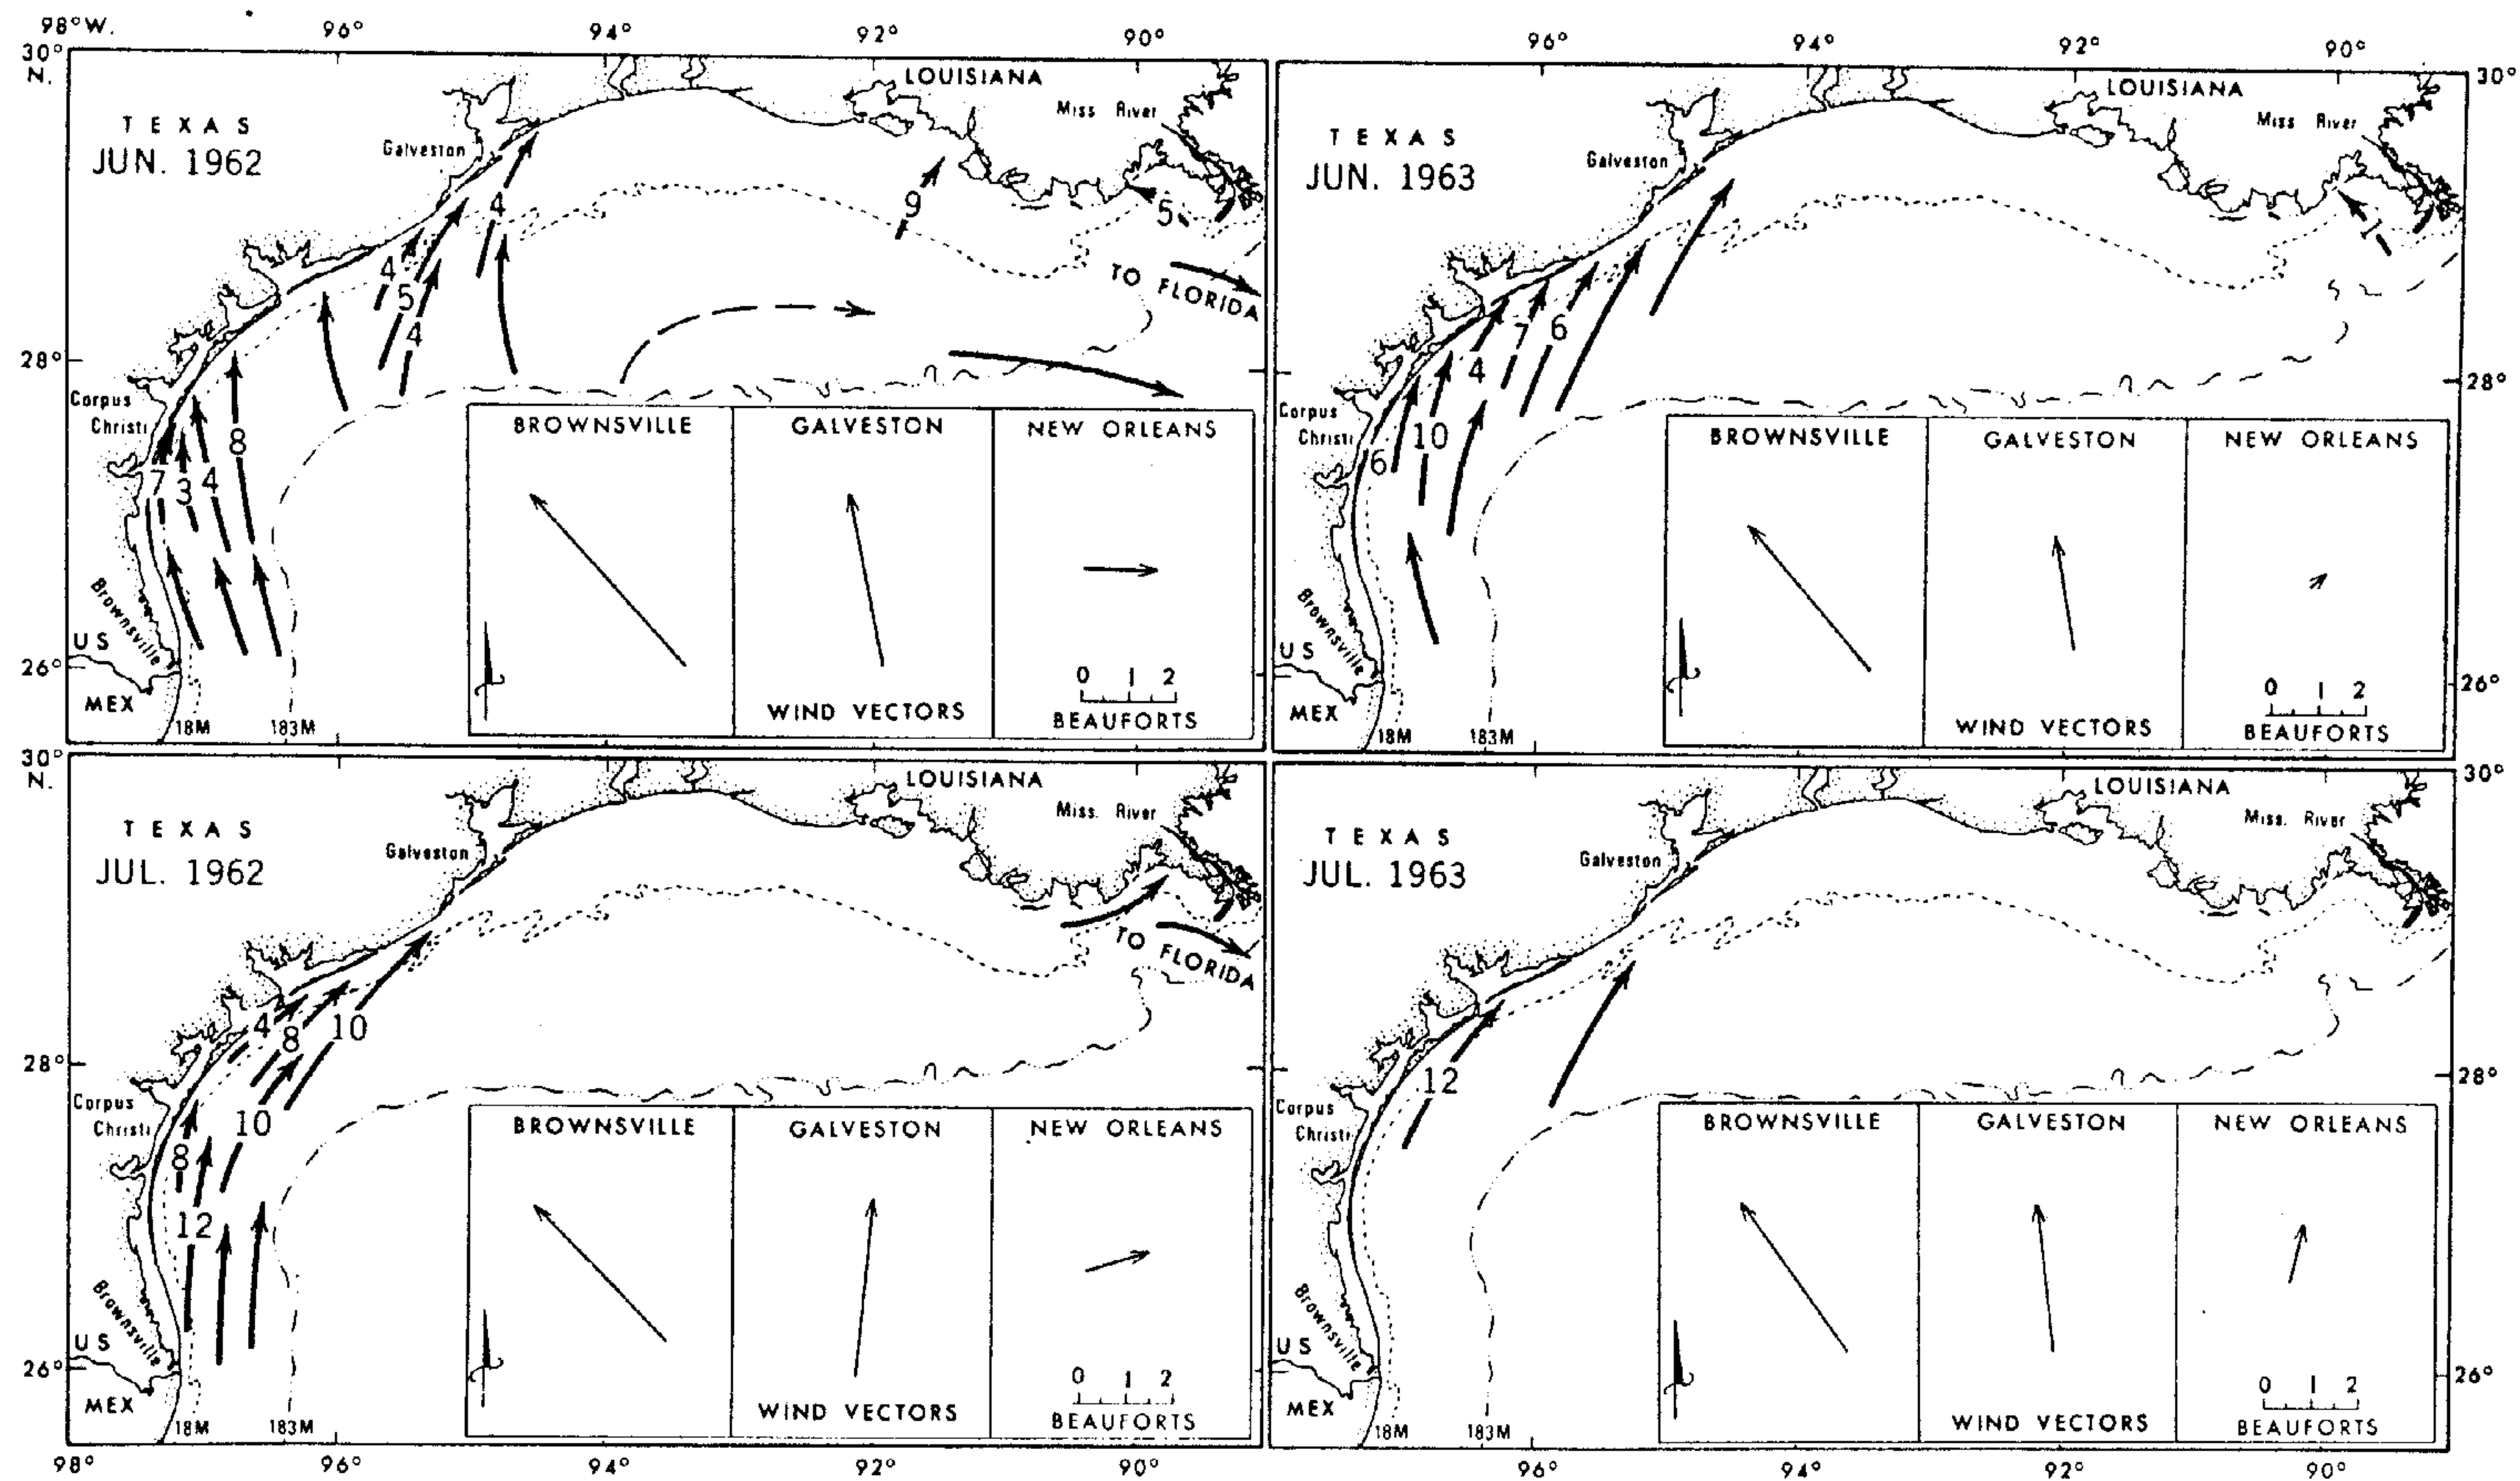 98°W. 96° 94° 92° 90° 96° 94° 92° 90°
30° N.
30°
TEXAS
JUN. 1962
LOUISIANA
Miss River
Galveston
9
5
4
4
5
4
TO FLORIDA
28°
Corpus
Christi
8
7 3 4
Brownsville
US
26°
MEX
18M 183M
BROWNSVILLE GALVESTON NEW ORLEANS
0 1 2
WIND VECTORS BEAUFORTS
TEXAS
JUN. 1963
LOUISIANA
Miss River
Galveston
7 6
4
28°
Corpus
Christi
6 10
Brownsville
US
26°
MEX
18M 183M
BROWNSVILLE GALVESTON NEW ORLEANS
0 1 2
WIND VECTORS BEAUFORTS
30° N.
30°
TEXAS
JUL. 1962
LOUISIANA
Miss. River
Galveston
TO FLORIDA
4 8 10
28°
Corpus
Christi
10
8
12
Brownsville
US
26°
MEX
18M 183M
BROWNSVILLE GALVESTON NEW ORLEANS
0 1 2
WIND VECTORS BEAUFORTS
TEXAS
JUL. 1963
LOUISIANA
Miss. River
Galveston
28°
12
Corpus
Christi
Brownsville
US
26°
MEX
18M 183M
BROWNSVILLE GALVESTON NEW ORLEANS
0 1 2
WIND VECTORS BEAUFORTS
98° 96° 94° 92° 90° 96° 94° 92° 90°